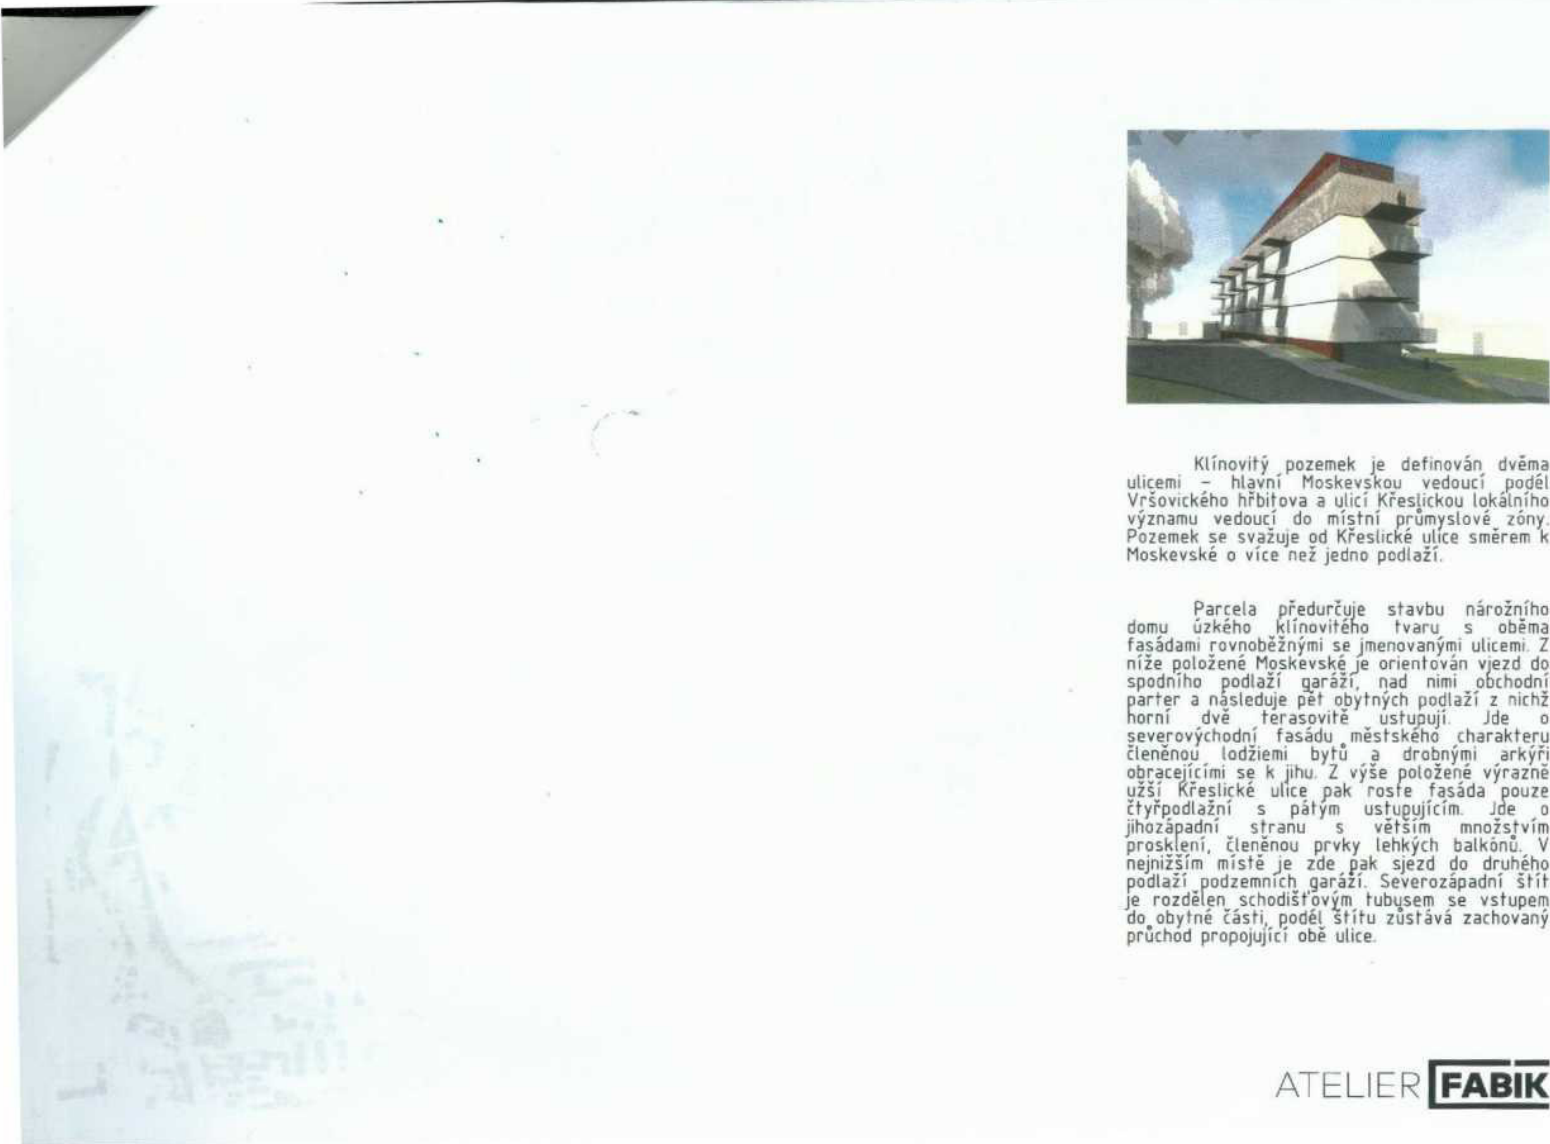 Klínovitý pozemek je definován dvěma
ulicemi – hlavní Moskevskou vedoucí podél
Vršovického hřbitova a ulicí Křeslickou lokálního
významu vedoucí do místní průmyslové zóny.
Pozemek se svažuje od Křeslické ulice směrem k
Moskevské o více než jedno podlaží.
Parcela předurčuje stavbu nárožního
domu úzkého klínovitého tvaru s oběma
fasádami rovnoběžnými se jmenovanými ulicemi. Z
níže položené Moskevské je orientován vjezd do
spodního podlaží garáží, nad nimi obchodní
parter a následuje pět obytných podlaží z nichž
horní dvě terasovitě ustupují. Jde o
severovýchodní fasádu městského charakteru
členěnou lodžiemi bytů a drobnými arkýři
obracejícími se k jihu. Z výše položené výrazně
užší Křeslické ulice pak roste fasáda pouze
čtyřpodlažní s pátým ustupujícím. Jde o
jihozápadní stranu s větším množstvím
prosklení, členěnou prvky lehkých balkónů. V
nejnižším místě je zde pak sjezd do druhého
podlaží podzemních garáží. Severozápadní štít
je rozdělen schodišťovým tubusem se vstupem
do obytné části, podél štítu zůstává zachovaný
průchod propojující obě ulice.
ATELIER FABIK